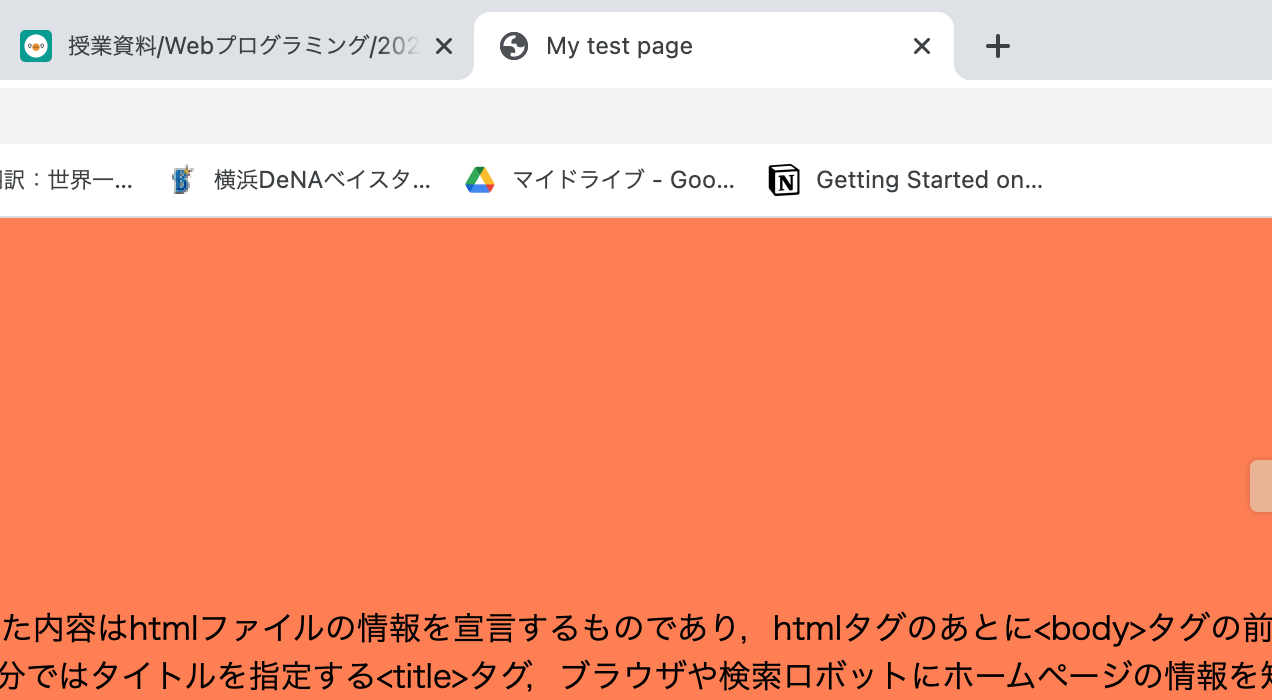 授業資料/Webプログラミング/202
My test page
訳：世界一...
横浜DeNAベイスタ...
マイドライブ - Goo...
N
Getting Started on...
た内容はhtmlファイルの情報を宣言するものであり，htmlタグのあとに<body>タグの前
分ではタイトルを指定する<title>タグ，ブラウザや検索ロボットにホームページの情報を